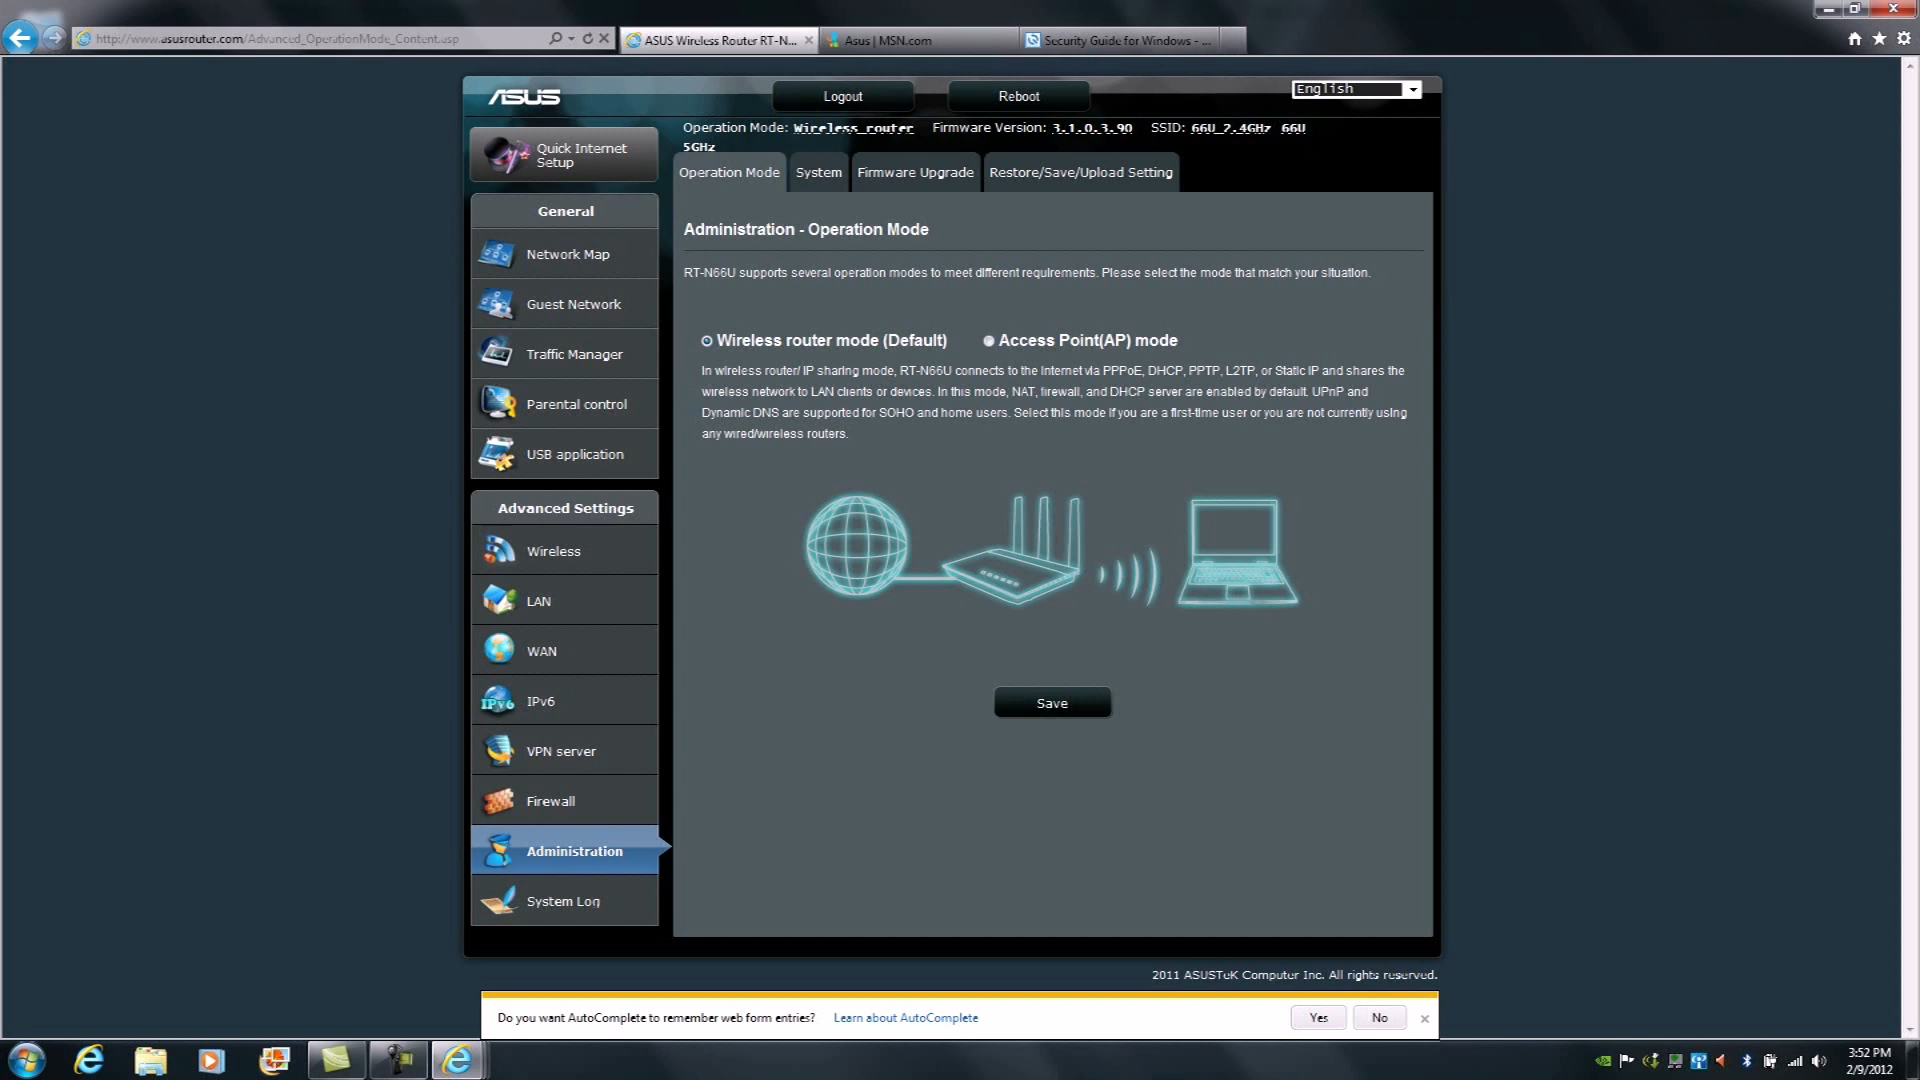 http://www.asusrouter.com/Advanced_OperationMode_Content.asp
ASUS Wireless Router RT-N...
Asus | MSN.com
Security Guide for Windows - ...
ASUS
Logout
Reboot
English
Operation Mode: Wireless router Firmware Version: 3.1.0.3.90 SSID: 66U_2.4GHz 66U
5GHz
Quick Internet
Setup
Operation Mode
System
Firmware Upgrade
Restore/Save/Upload Setting
General
Network Map
Guest Network
Traffic Manager
Parental control
USB application
Advanced Settings
Wireless
LAN
WAN
IPv6
IPv6
VPN server
Firewall
Administration
System Log
Administration - Operation Mode
RT-N66U supports several operation modes to meet different requirements. Please select the mode that match your situation.
Wireless router mode (Default)
Access Point(AP) mode
In wireless router/ IP sharing mode, RT-N66U connects to the Internet via PPPoE, DHCP, PPTP, L2TP, or Static IP and shares the
wireless network to LAN clients or devices. In this mode, NAT, firewall, and DHCP server are enabled by default. UPnP and
Dynamic DNS are supported for SOHO and home users. Select this mode if you are a first-time user or you are not currently using
any wired/wireless routers.
Save
2011 ASUSTeK Computer Inc. All rights reserved.
Do you want AutoComplete to remember web form entries?
Learn about AutoComplete
Yes
No
3:52 PM
2/9/2012